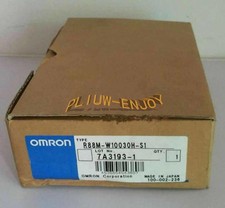 PLIUW-ENJOY
OMRON
TYPE
R88M-W10030H-S1
LOT No.
7A3193-1
QTY
1
OMRON Corporation
MADE IN JAPAN